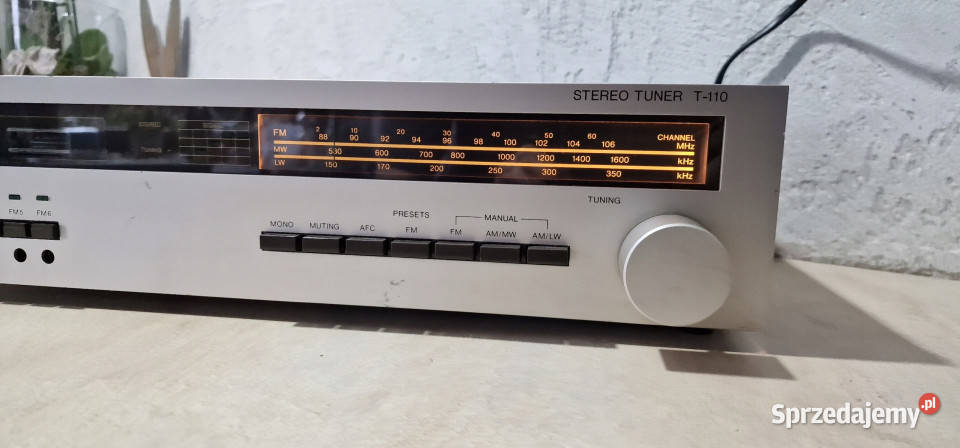 STEREO TUNER T-110
STEREO
TUNING
FM 2 10 20 30 40 50 60 CHANNEL
88 90 92 94 96 98 100 102 104 106 MHz
MW 530 600 700 800 1000 1200 1400 1600 kHz
LW 150 170 200 250 300 350 kHz
TUNING
FM5 FM6
PRESETS MANUAL
MONO MUTING AFC FM FM AM/MW AM/LW
Sprzedajemy.pl